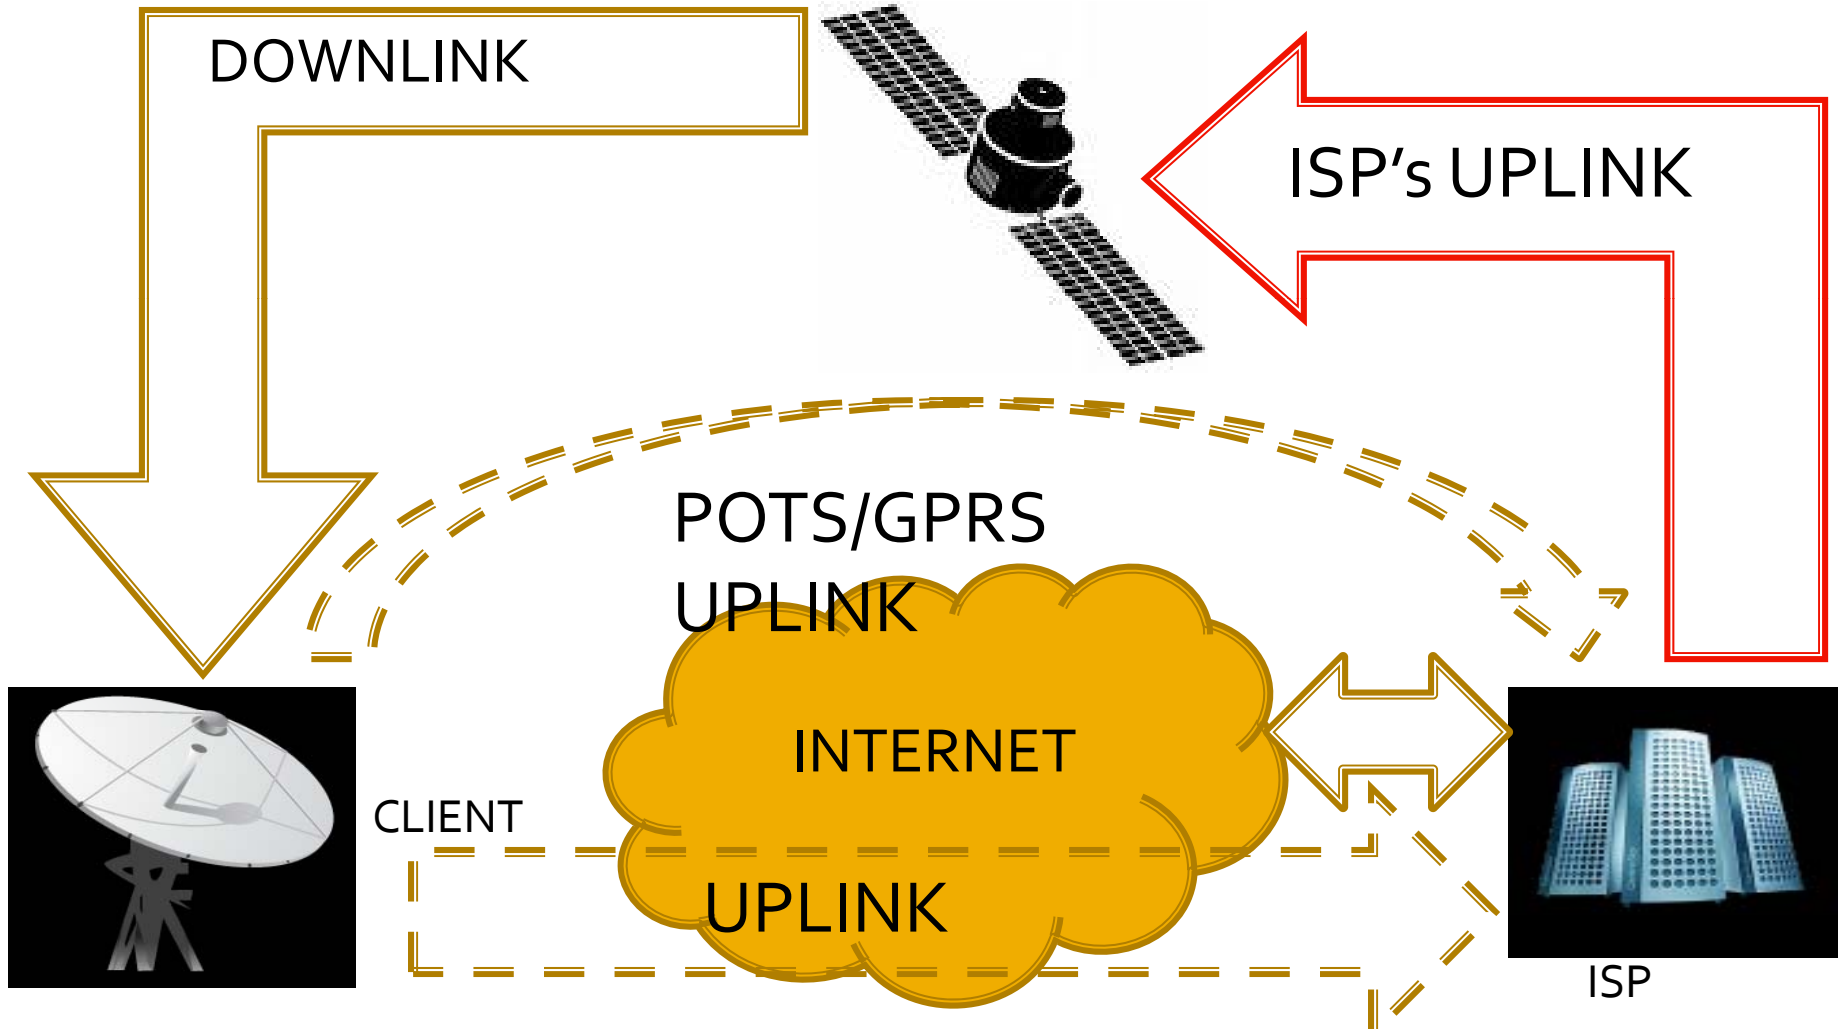 DOWNLINK
ISP's UPLINK
POTS/GPRS
UPLINK
INTERNET
CLIENT
UPLINK
ISP